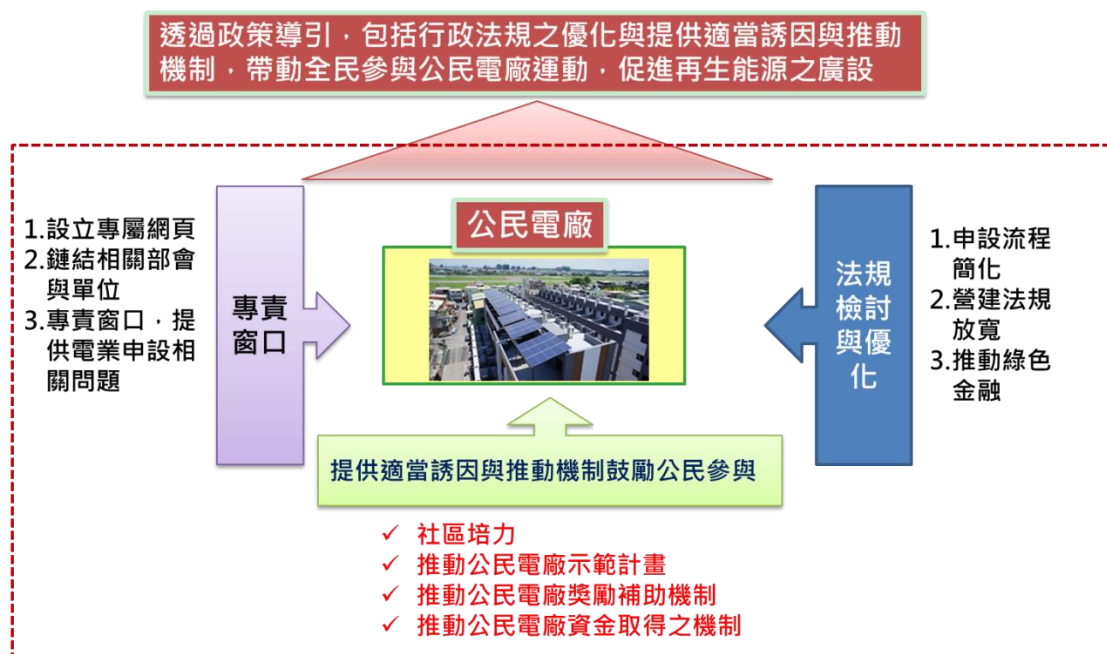 透過政策導引，包括行政法規之優化與提供適當誘因與推動
機制，帶動全民參與公民電廠運動，促進再生能源之廣設
1.設立專屬網頁
2.鏈結相關部會
與單位
3.專責窗口，提
供電業申設相
關問題
專責
窗口
公民電廠
法規
檢討
與優
化
1.申設流程
簡化
2.營建法規
放寬
3.推動綠色
金融
提供適當誘因與推動機制鼓勵公民參與
✓ 社區培力
✓ 推動公民電廠示範計畫
✓ 推動公民電廠獎勵補助機制
✓ 推動公民電廠資金取得之機制